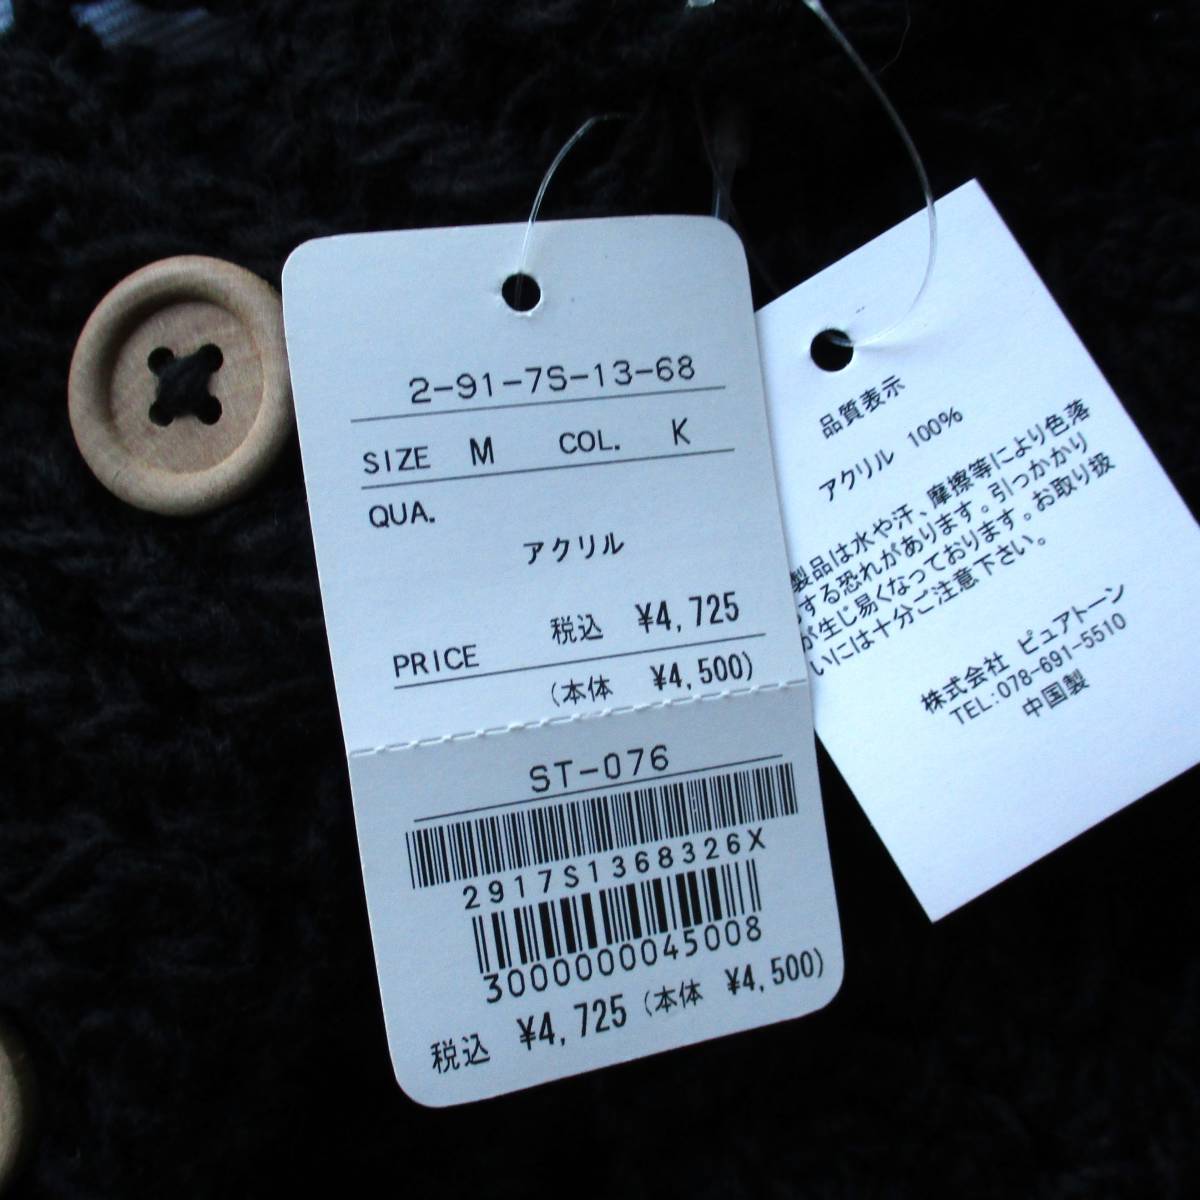 2-91-7S-13-68
SIZE M COL. K
QUA.
アクリル
PRICE 税込 ¥4,725
(本体 ¥4,500)
ST-076
2917S1368326X
3000000045008
税込 ¥4,725 (本体 ¥4,500)
品質表示
アクリル 100%
製品は水や汗、摩擦等により色落
する恐れがあります。引っかかり
が生じ易くなっております。お取り扱
いには十分ご注意下さい。
株式会社 ピュアトーン
TEL:078-691-5510
中国製